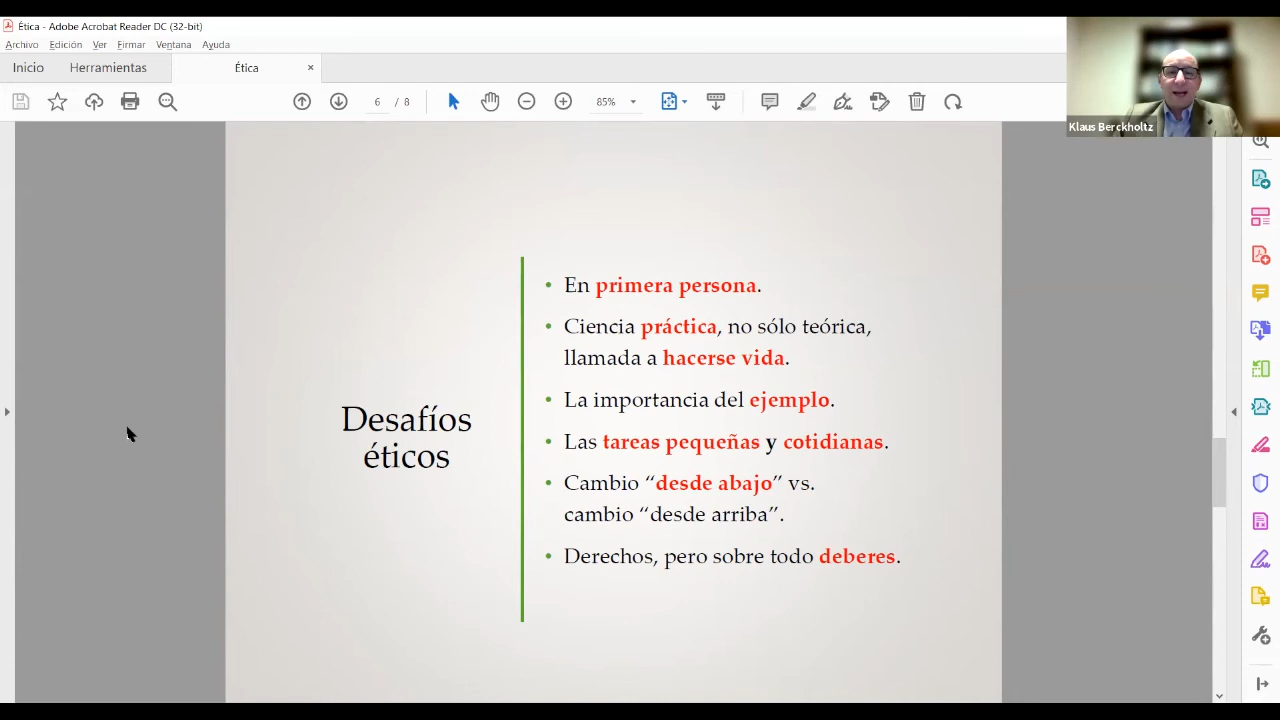 Ética - Adobe Acrobat Reader DC (32-bit)
Archivo Edición Ver Firmar Ventana Ayuda
Inicio Herramientas Ética ×
6 / 8 85%
Klaus Berckholtz
Desafíos
éticos
• En primera persona.
• Ciencia práctica, no sólo teórica,
llamada a hacerse vida.
• La importancia del ejemplo.
• Las tareas pequeñas y cotidianas.
• Cambio “desde abajo” vs.
cambio “desde arriba”.
• Derechos, pero sobre todo deberes.